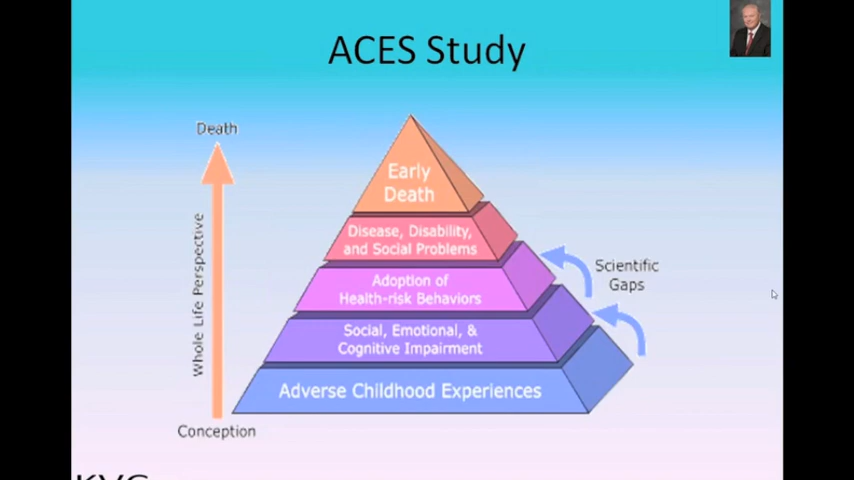 ACES Study
Death
Whole Life Perspective
Conception
Early
Death
Disease, Disability,
and Social Problems
Adoption of
Health-risk Behaviors
Social, Emotional, &
Cognitive Impairment
Adverse Childhood Experiences
Scientific
Gaps